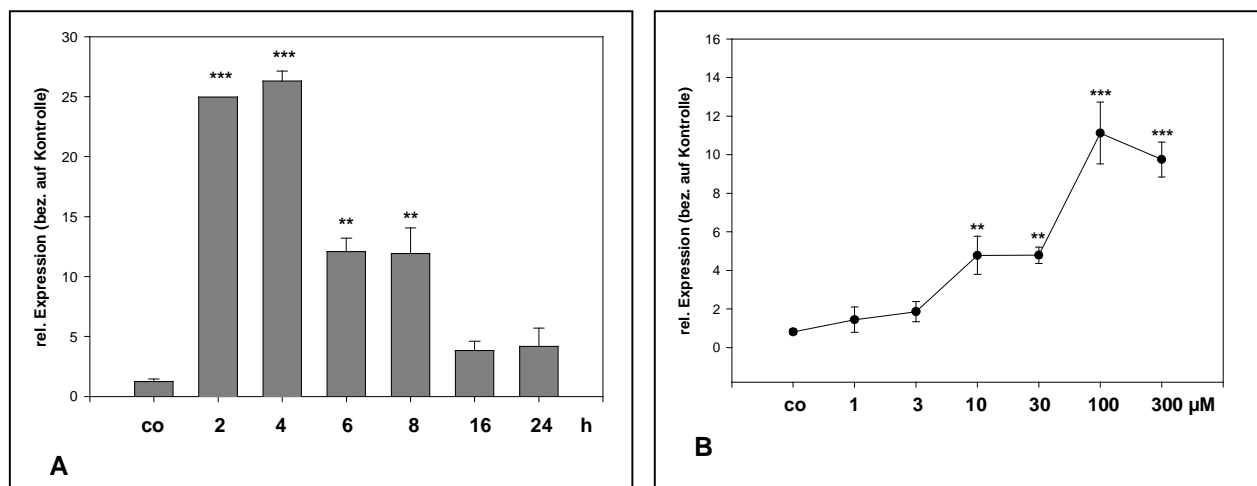 30
25
20
15
10
5
0
rel. Expression (bez. auf Kontrolle)
*** *** ** **
co 2 4 6 8 16 24 h
A
16
14
12
10
8
6
4
2
0
rel. Expression (bez. auf Kontrolle)
*** ***
** **
co 1 3 10 30 100 300 µM
B